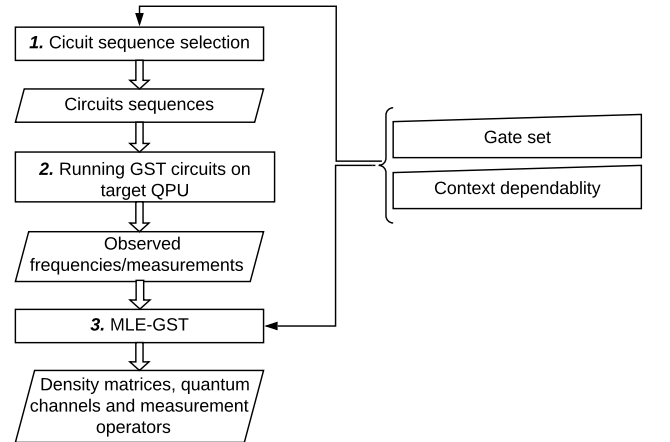 1. Cicuit sequence selection
Circuits sequences
2. Running GST circuits on
target QPU
Observed
frequencies/measurements
3. MLE-GST
Density matrices, quantum
channels and measurement
operators
Gate set
Context dependablity